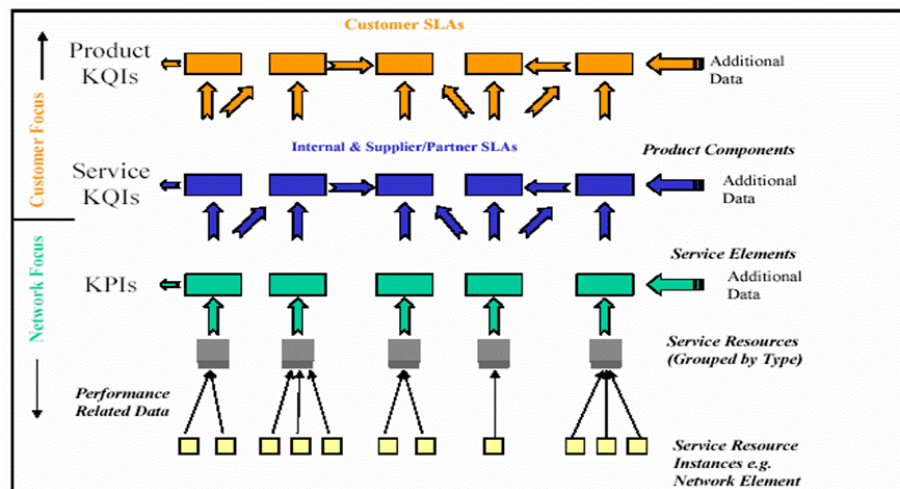 Customer SLAs
Product
KQIs
Additional
Data
Customer Focus
Internal & Supplier/Partner SLAs
Product Components
Service
KQIs
Additional
Data
Service Elements
Network Focus
KPIs
Additional
Data
Service Resources
(Grouped by Type)
Performance
Related Data
Service Resource
Instances e.g.
Network Element